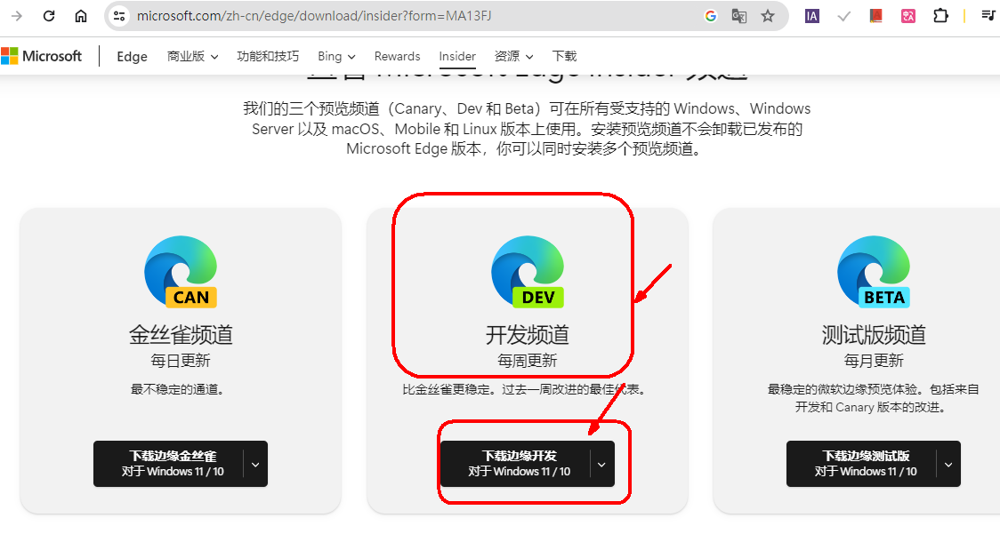 microsoft.com/zh-cn/edge/download/insider?form=MA13FJ
Microsoft Edge 商业版 功能和技巧 Bing Rewards Insider 资源 下载
Microsoft Edge Insider 频道
我们的三个预览频道（Canary、Dev 和 Beta）可在所有受支持的 Windows、Windows
Server 以及 macOS、Mobile 和 Linux 版本上使用。安装预览频道不会卸载已发布的
Microsoft Edge 版本，你可以同时安装多个预览频道。
CAN
金丝雀频道
每日更新
最不稳定的通道。
下载边缘金丝雀
对于 Windows 11 / 10
DEV
开发频道
每周更新
比金丝雀更稳定。过去一周改进的最佳代表。
下载边缘开发
对于 Windows 11 / 10
BETA
测试版频道
每月更新
最稳定的微软边缘预览体验。包括来自
开发和 Canary 版本的改进。
下载边缘测试版
对于 Windows 11 / 10